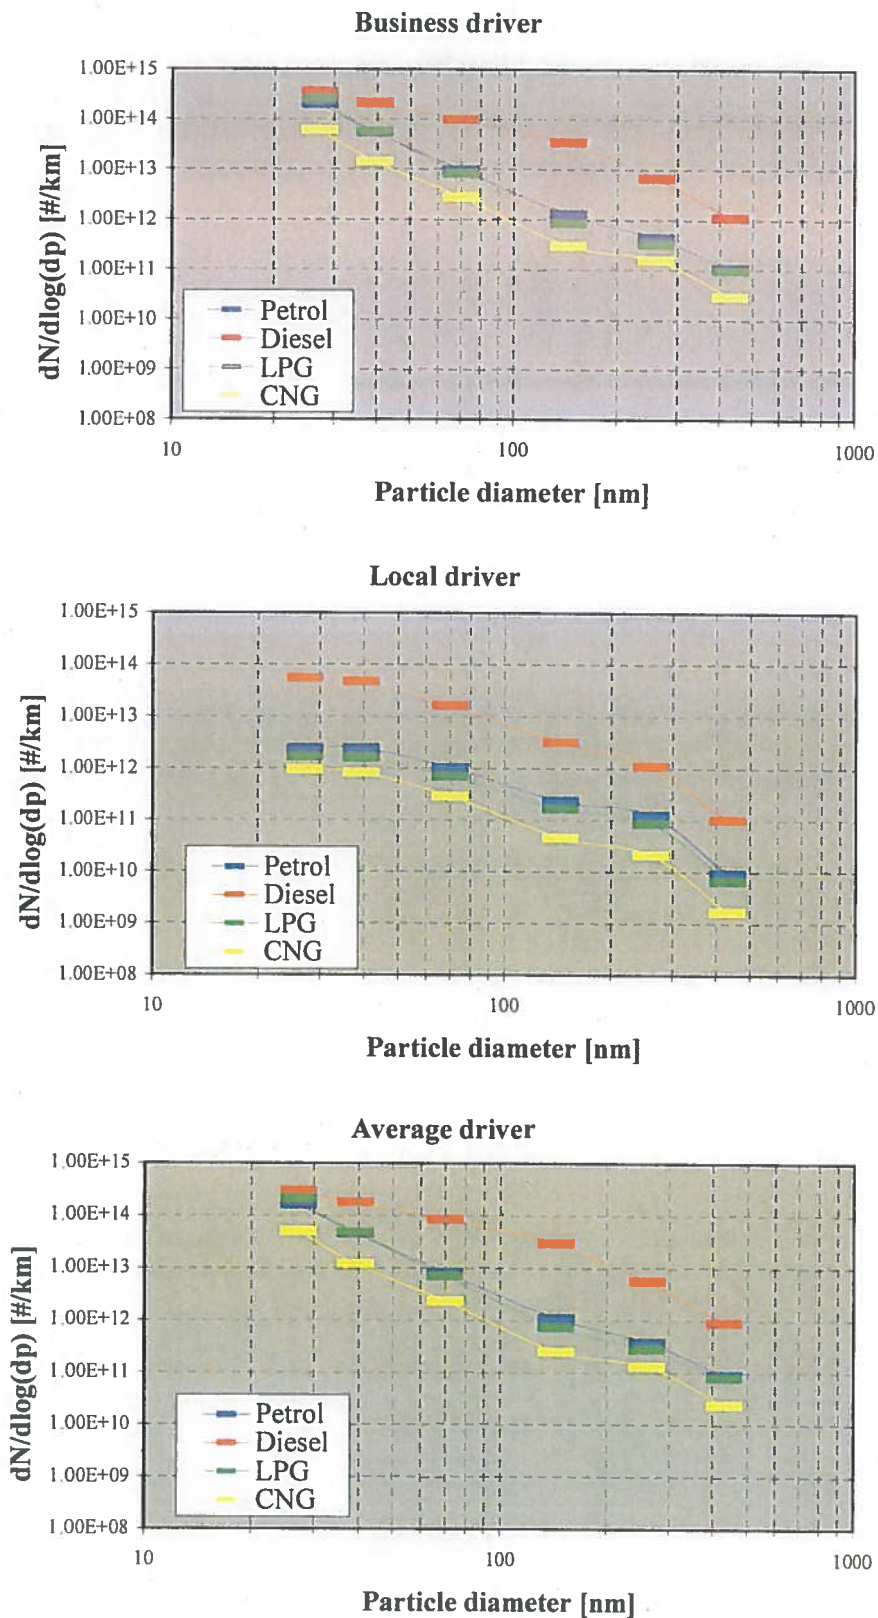 Business driver
dN/dlog(dp) [#/km]
1.00E+15
1.00E+14
1.00E+13
1.00E+12
1.00E+11
1.00E+10
1.00E+09
1.00E+08
Petrol
Diesel
LPG
CNG
10 100 1000
Particle diameter [nm]
Local driver
dN/dlog(dp) [#/km]
1.00E+15
1.00E+14
1.00E+13
1.00E+12
1.00E+11
1.00E+10
1.00E+09
1.00E+08
Petrol
Diesel
LPG
CNG
10 100 1000
Particle diameter [nm]
Average driver
dN/dlog(dp) [#/km]
1.00E+15
1.00E+14
1.00E+13
1.00E+12
1.00E+11
1.00E+10
1.00E+09
1.00E+08
Petrol
Diesel
LPG
CNG
10 100 1000
Particle diameter [nm]